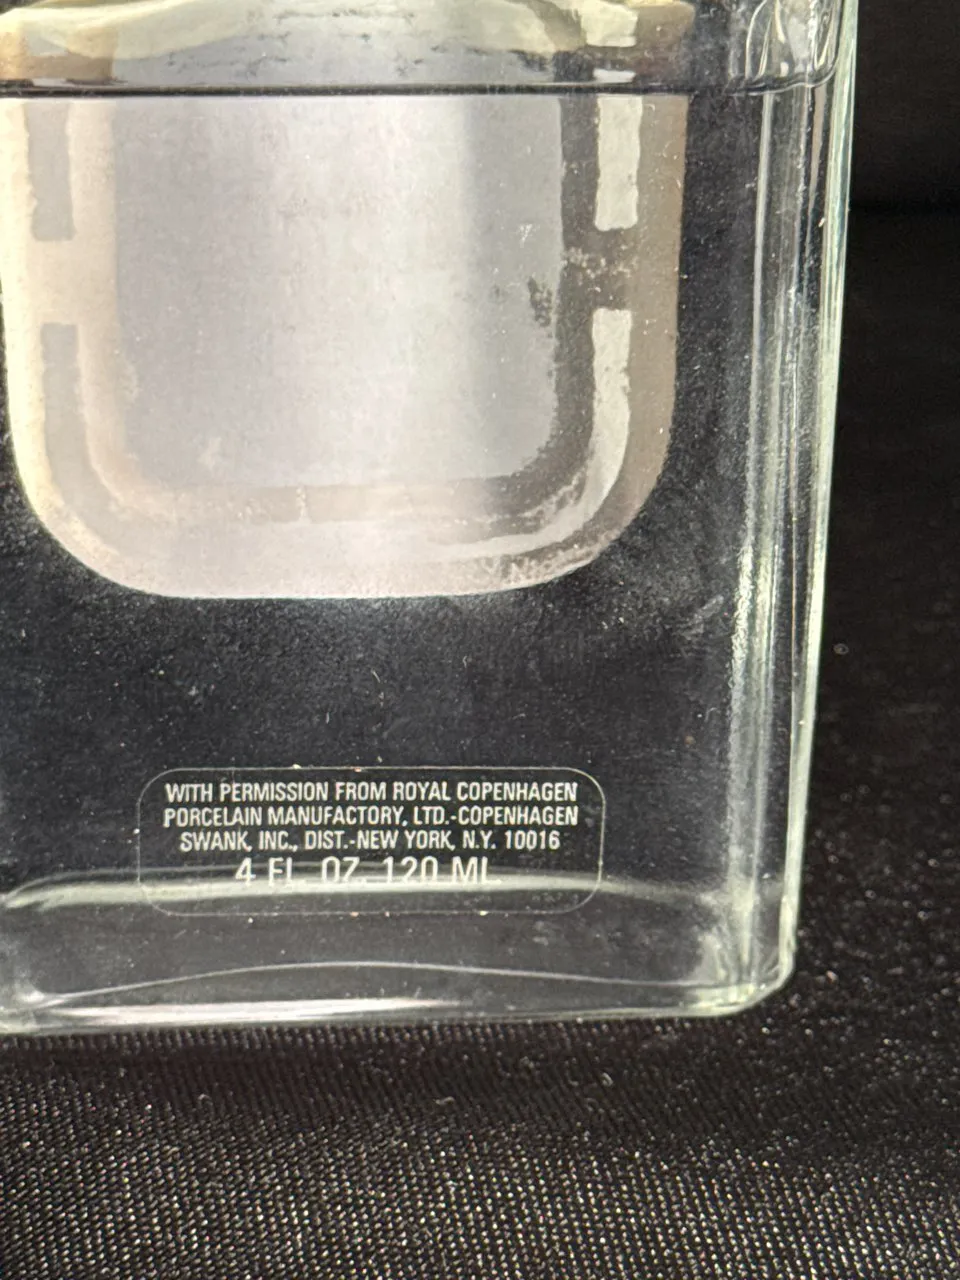 WITH PERMISSION FROM ROYAL COPENHAGEN
PORCELAIN MANUFACTORY, LTD.-COPENHAGEN
SWANK, INC., DIST.-NEW YORK, N.Y. 10016
4 FL. OZ. 120 ML